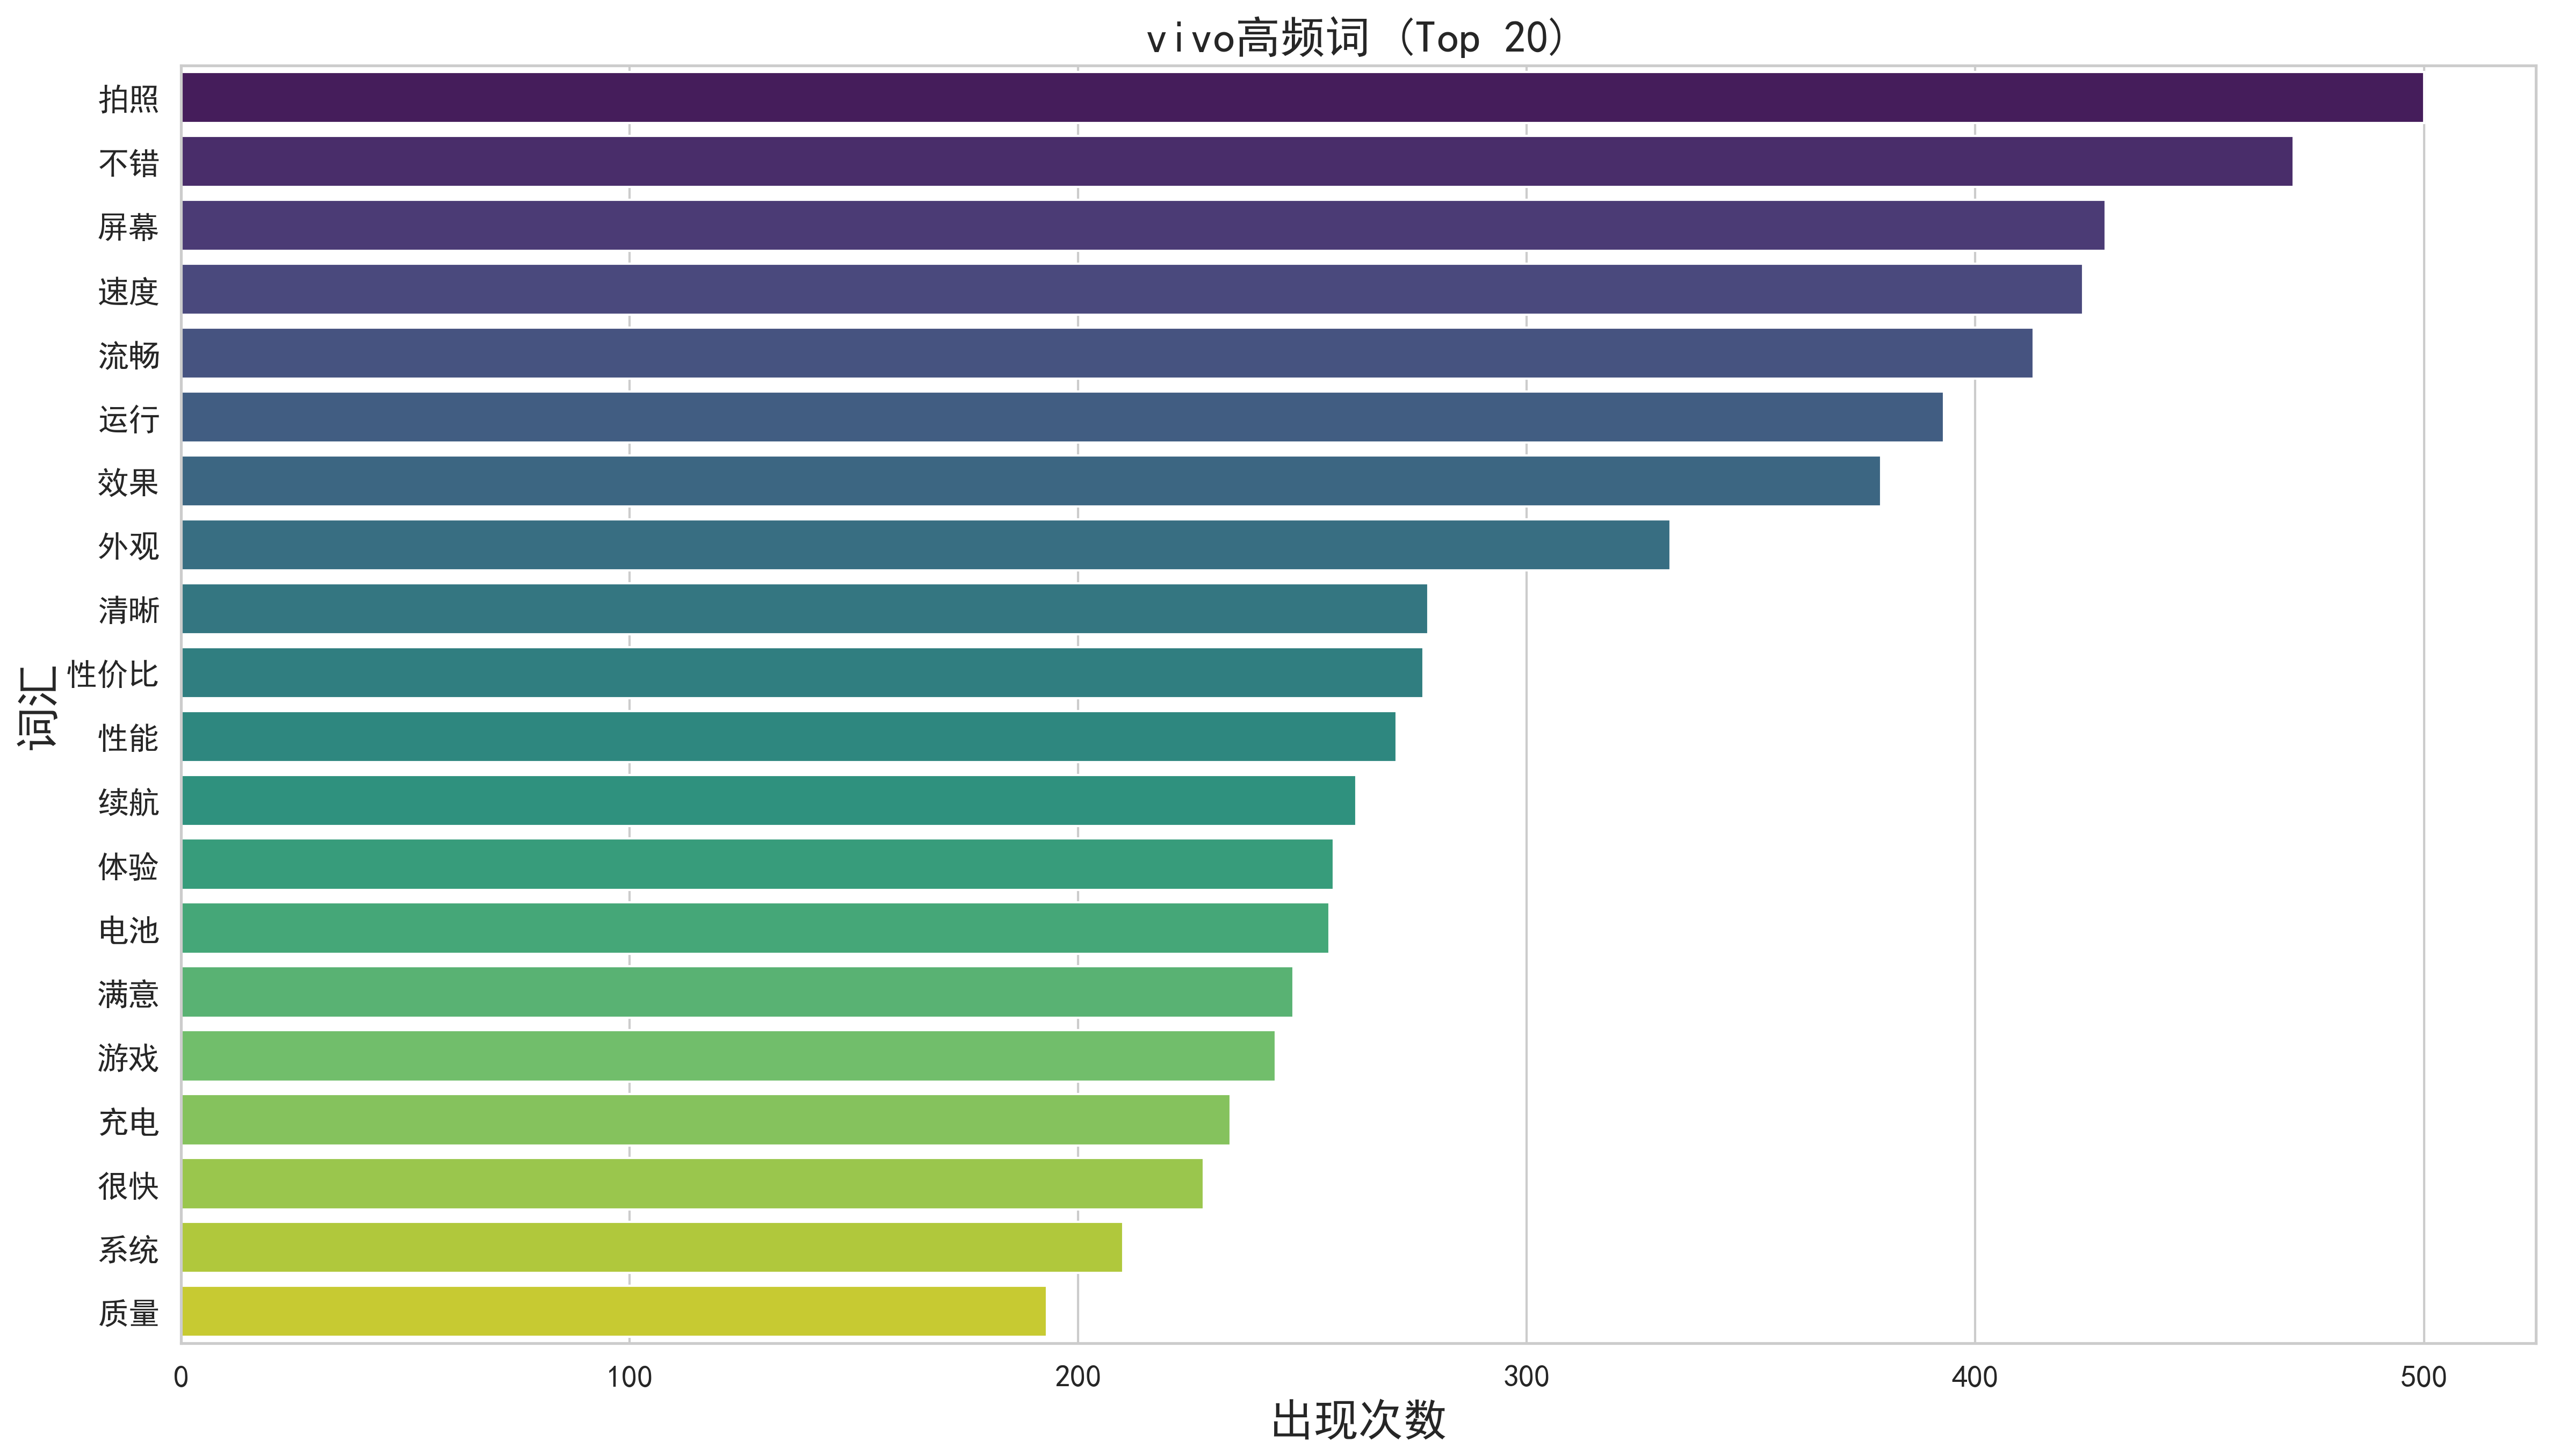 vivo高频词 (Top 20)
拍照
不错
屏幕
速度
流畅
运行
效果
外观
清晰
性价比
性能
续航
体验
电池
满意
游戏
充电
很快
系统
质量
词汇
0 100 200 300 400 500
出现次数